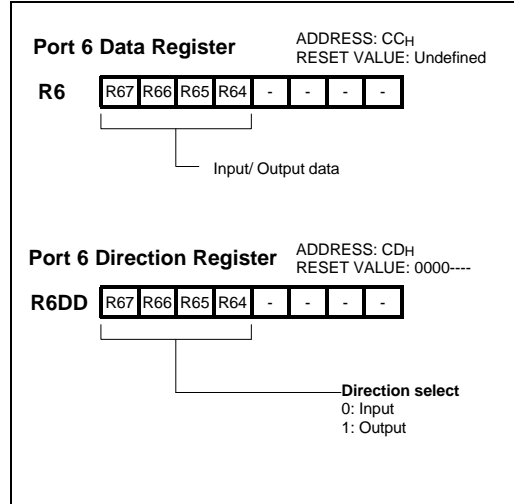 Port 6 Data Register
ADDRESS: CCH
RESET VALUE: Undefined
R6 R67 R66 R65 R64 - - - -
Input/ Output data
Port 6 Direction Register
ADDRESS: CDH
RESET VALUE: 0000----
R6DD R67 R66 R65 R64 - - - -
Direction select
0: Input
1: Output